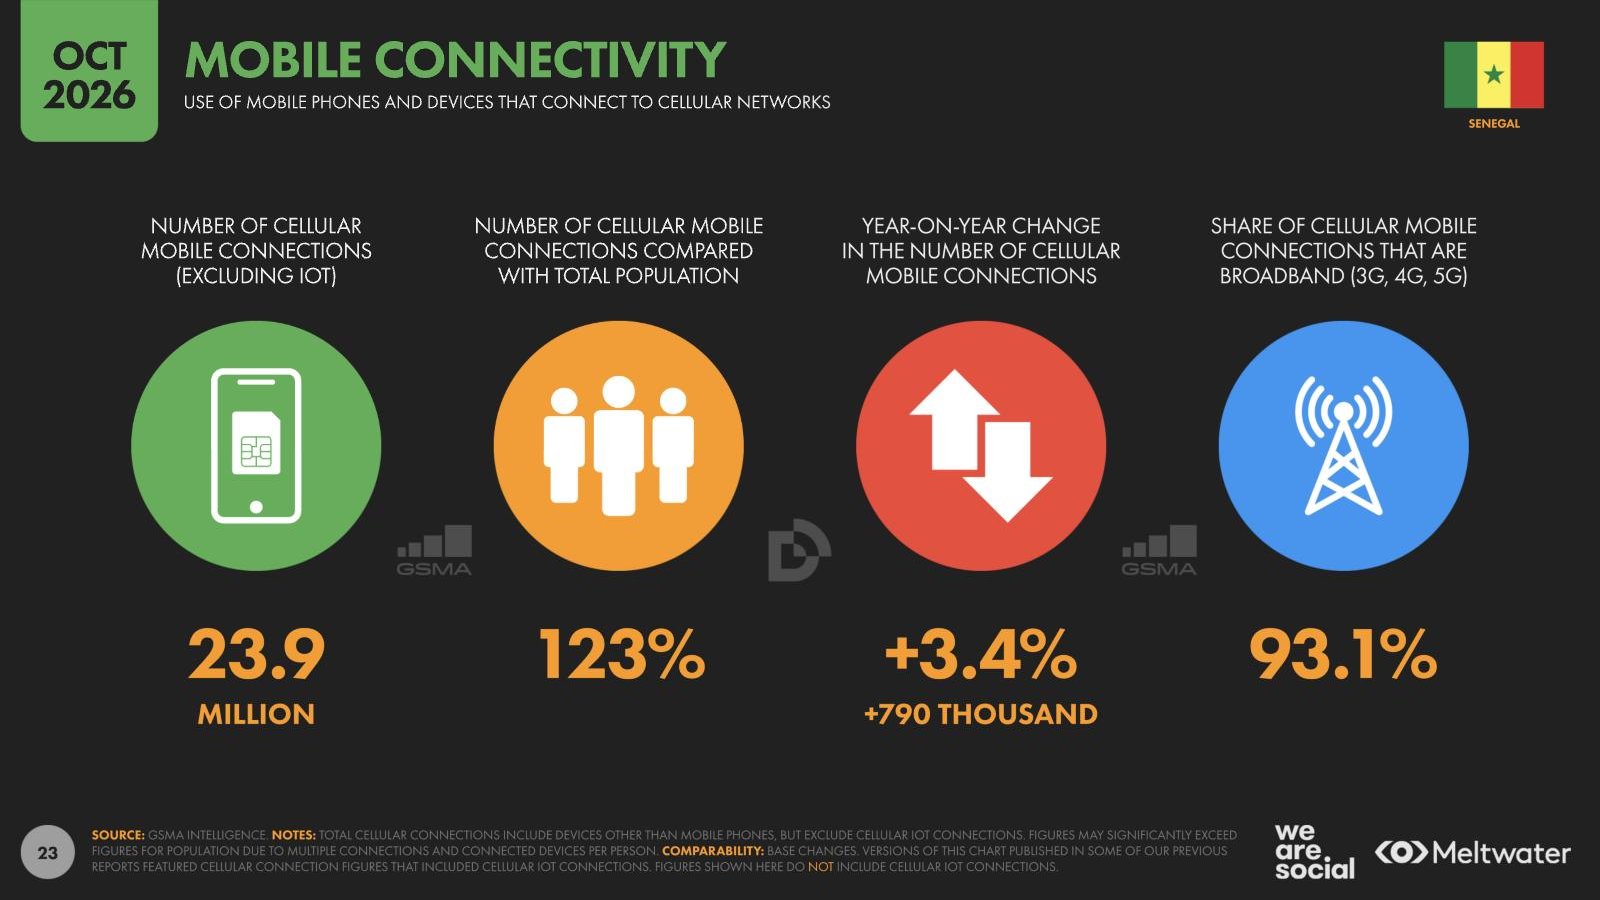 OCT
2026
MOBILE CONNECTIVITY
USE OF MOBILE PHONES AND DEVICES THAT CONNECT TO CELLULAR NETWORKS
SENEGAL
NUMBER OF CELLULAR
MOBILE CONNECTIONS
(EXCLUDING IOT)
23.9
MILLION
NUMBER OF CELLULAR MOBILE
CONNECTIONS COMPARED
WITH TOTAL POPULATION
123%
YEAR-ON-YEAR CHANGE
IN THE NUMBER OF CELLULAR
MOBILE CONNECTIONS
+3.4%
+790 THOUSAND
SHARE OF CELLULAR MOBILE
CONNECTIONS THAT ARE
BROADBAND (3G, 4G, 5G)
93.1%
GSMA
GSMA
23
SOURCE: GSMA INTELLIGENCE. NOTES: TOTAL CELLULAR CONNECTIONS INCLUDE DEVICES OTHER THAN MOBILE PHONES, BUT EXCLUDE CELLULAR IOT CONNECTIONS. FIGURES MAY SIGNIFICANTLY EXCEED
FIGURES FOR POPULATION DUE TO MULTIPLE CONNECTIONS AND CONNECTED DEVICES PER PERSON. COMPARABILITY: BASE CHANGES. VERSIONS OF THIS CHART PUBLISHED IN SOME OF OUR PREVIOUS
REPORTS FEATURED CELLULAR CONNECTION FIGURES THAT INCLUDED CELLULAR IOT CONNECTIONS. FIGURES SHOWN HERE DO NOT INCLUDE CELLULAR IOT CONNECTIONS.
we
are
social
Meltwater